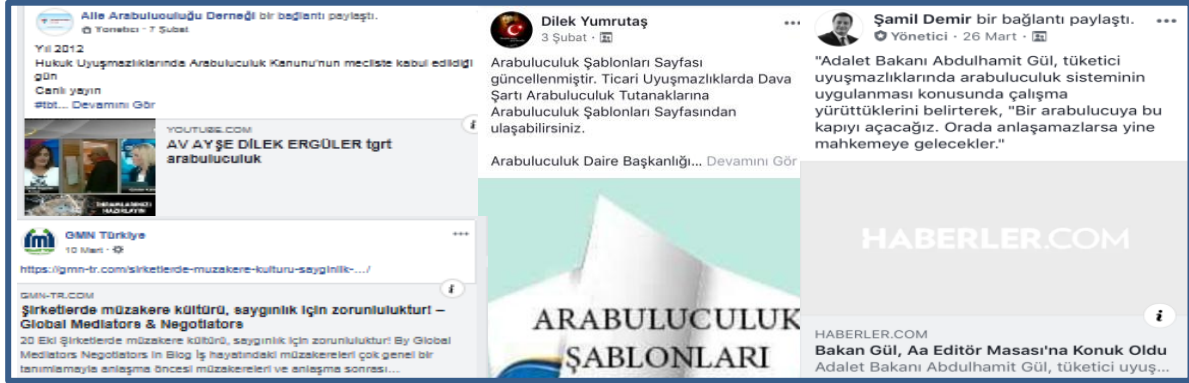 Aile Arabuluculuğu Derneği bir bağlantı paylaştı.
Yönetici · 7 Şubat
Yıl 2012
Hukuk Uyuşmazlıklarında Arabuluculuk Kanunu'nun mecliste kabul edildiği
gün
Canlı yayın
#tbt... Devamını Gör
YOUTUBE.COM
AV AYŞE DİLEK ERGÜLER tgrt
arabuluculuk
GMN Türkiye
10 Mart
https://gmn-tr.com/sirketlerde-muzakere-kulturu-sayginlik-.../
GMN-TR.COM
Şirketlerde müzakere kültürü, saygınlık için zorunluluktur! –
Global Mediators & Negotiators
20 Eki Şirketlerde müzakere kültürü, saygınlık için zorunluluktur! By Global
Mediators Negotiators in Blog İş hayatındaki müzakereleri çok genel bir
tanımlamayla anlaşma öncesi müzakereleri ve anlaşma sonrası....
Dilek Yumrutaş
3 Şubat
Arabuluculuk Şablonları Sayfası
güncellenmiştir. Ticari Uyuşmazlıklarda Dava
Şartı Arabuluculuk Tutanaklarına
Arabuluculuk Şablonları Sayfasından
ulaşabilirsiniz.
Arabuluculuk Daire Başkanlığı... Devamını Gör
ARABULUCULUK
ŞABLONLARI
Şamil Demir bir bağlantı paylaştı.
Yönetici · 26 Mart
"Adalet Bakanı Abdulhamit Gül, tüketici
uyuşmazlıklarında arabuluculuk sisteminin
uygulanması konusunda çalışma
yürüttüklerini belirterek, "Bir arabulucuya bu
kapıyı açacağız. Orada anlaşamazlarsa yine
mahkemeye gelecekler."
HABERLER.COM
HABERLER.COM
Bakan Gül, Aa Editör Masası'na Konuk Oldu
Adalet Bakanı Abdulhamit Gül, tüketici uyuş...